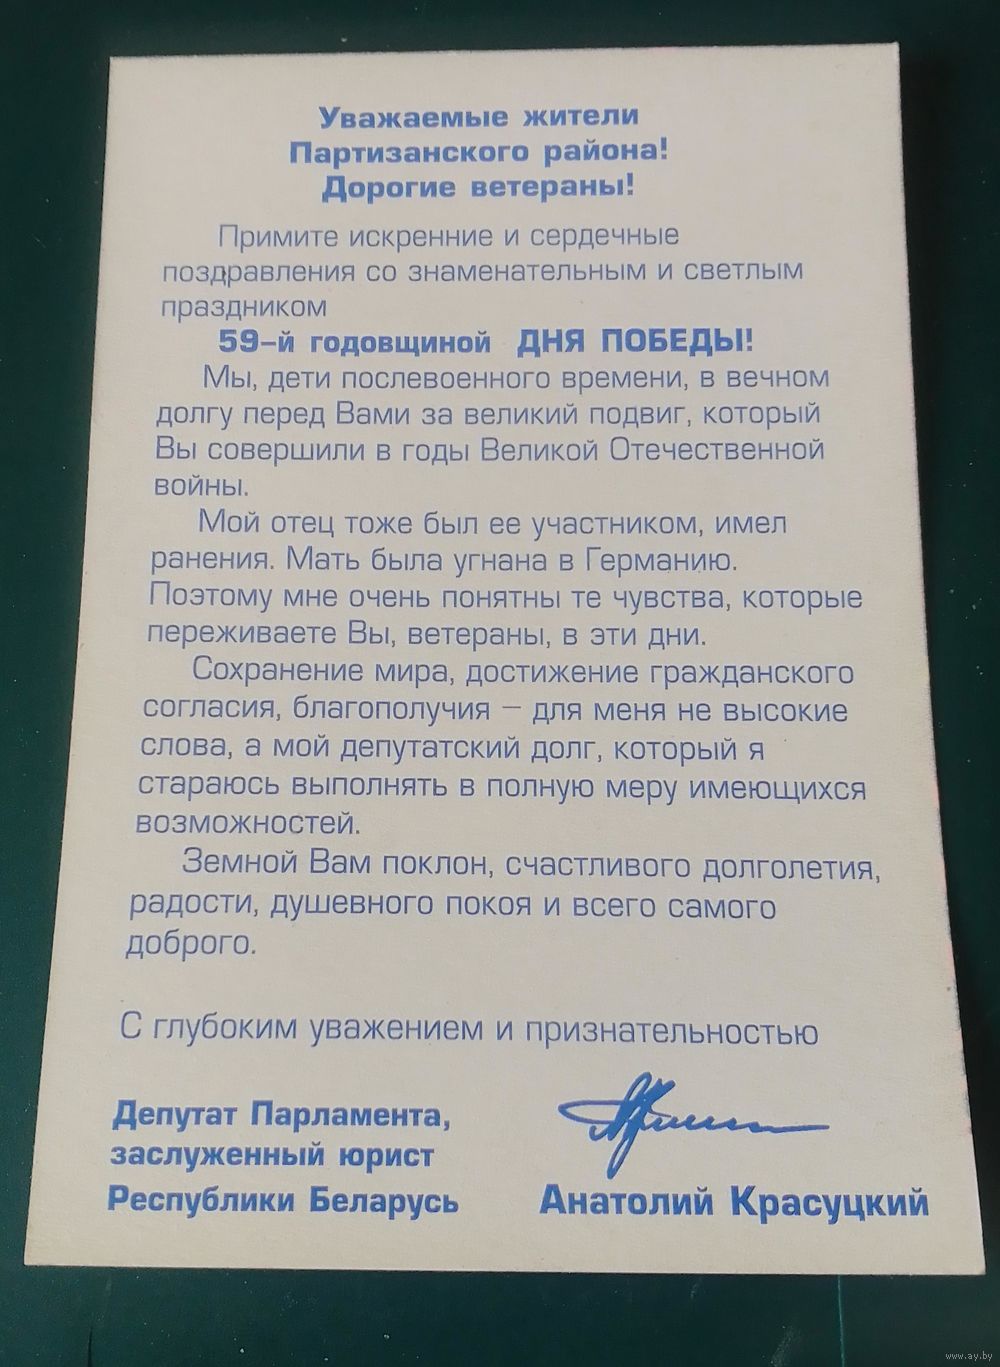 Уважаемые жители
Партизанского района!
Дорогие ветераны!
Примите искренние и сердечные
поздравления со знаменательным и светлым
праздником
59-й годовщиной ДНЯ ПОБЕДЫ!
Мы, дети послевоенного времени, в вечном
долгу перед Вами за великий подвиг, который
Вы совершили в годы Великой Отечественной
войны.
Мой отец тоже был ее участником, имел
ранения. Мать была угнана в Германию.
Поэтому мне очень понятны те чувства, которые
переживаете Вы, ветераны, в эти дни.
Сохранение мира, достижение гражданского
согласия, благополучия – для меня не высокие
слова, а мой депутатский долг, который я
стараюсь выполнять в полную меру имеющихся
возможностей.
Земной Вам поклон, счастливого долголетия,
радости, душевного покоя и всего самого
доброго.
С глубоким уважением и признательностью
Депутат Парламента,
заслуженный юрист
Республики Беларусь
Анатолий Красуцкий
www.ay.by